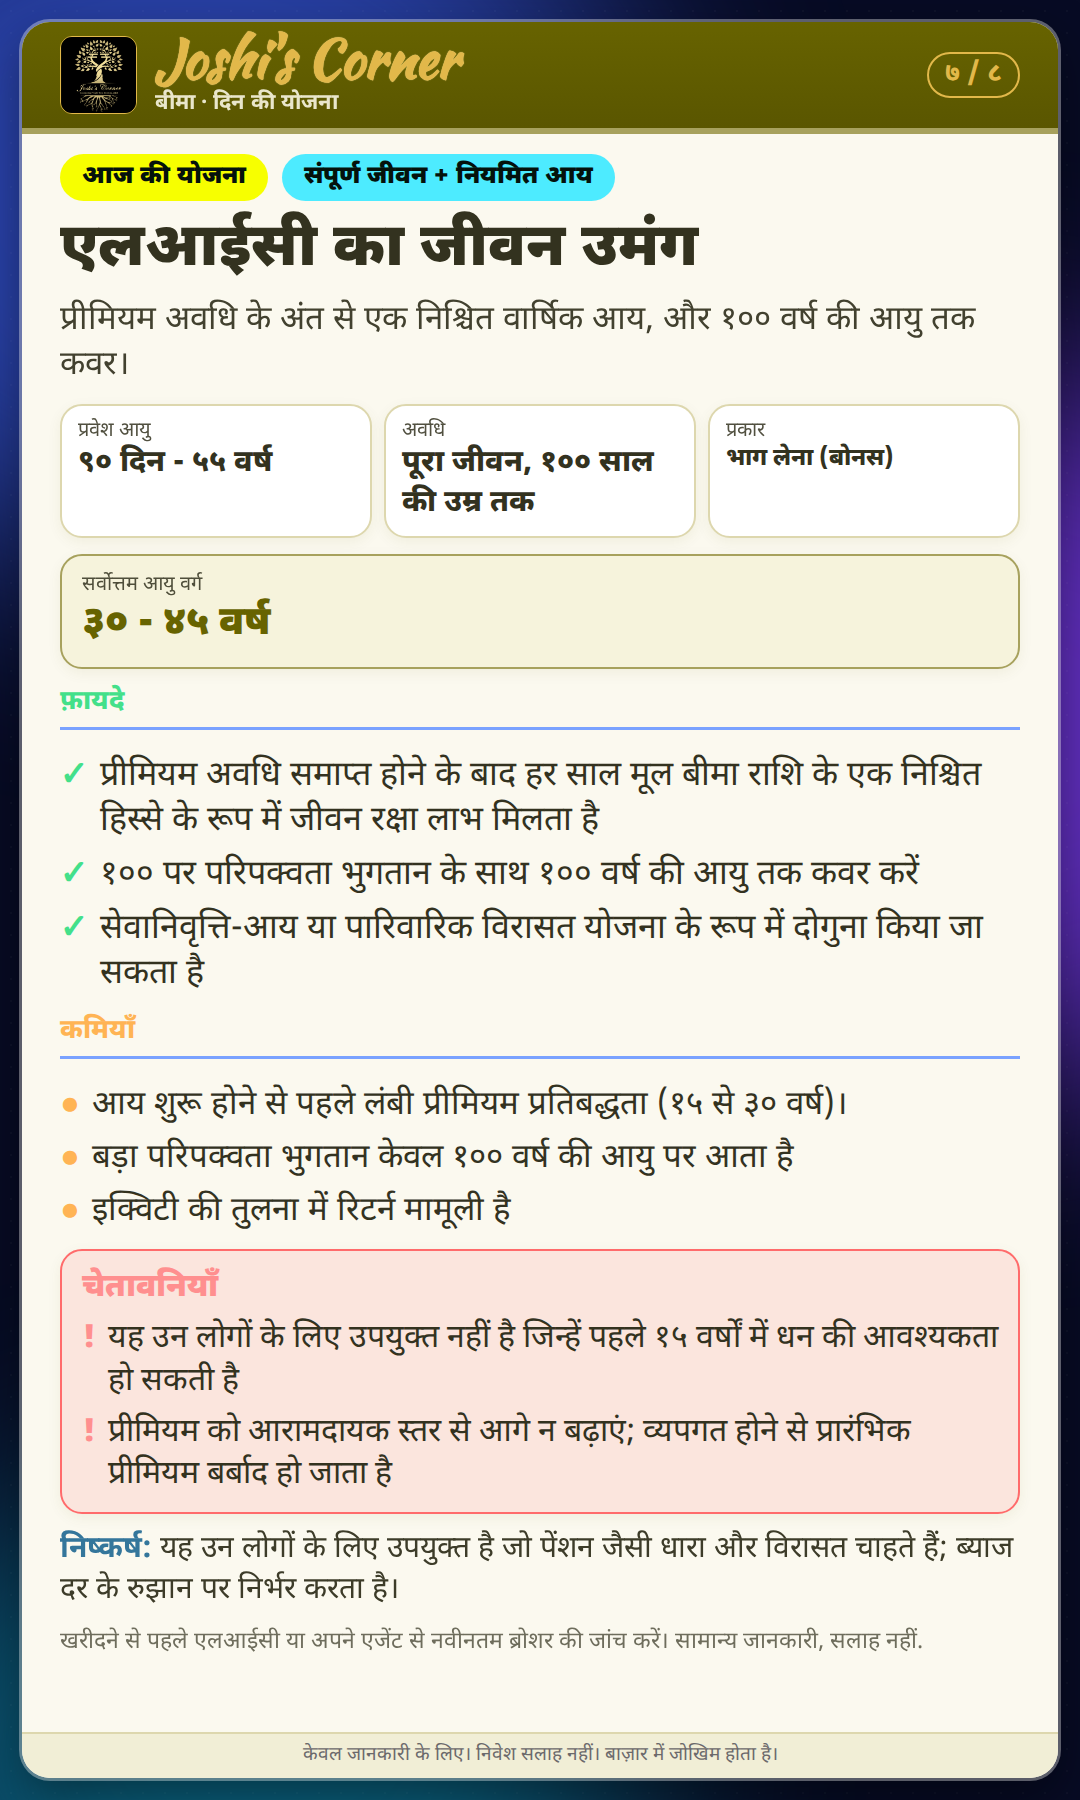 Joshi's Corner
Joshi's Corner
बीमा · दिन की योजना
७ / ८
आज की योजना
संपूर्ण जीवन + नियमित आय
एलआईसी का जीवन उमंग
प्रीमियम अवधि के अंत से एक निश्चित वार्षिक आय, और १०० वर्ष की आयु तक
कवर।
प्रवेश आयु
९० दिन - ५५ वर्ष
अवधि
पूरा जीवन, १०० साल
की उम्र तक
प्रकार
भाग लेना (बोनस)
सर्वोत्तम आयु वर्ग
३० - ४५ वर्ष
फ़ायदे
✓ प्रीमियम अवधि समाप्त होने के बाद हर साल मूल बीमा राशि के एक निश्चित
हिस्से के रूप में जीवन रक्षा लाभ मिलता है
✓ १०० पर परिपक्वता भुगतान के साथ १०० वर्ष की आयु तक कवर करें
✓ सेवानिवृत्ति-आय या पारिवारिक विरासत योजना के रूप में दोगुना किया जा
सकता है
कमियाँ
● आय शुरू होने से पहले लंबी प्रीमियम प्रतिबद्धता (१५ से ३० वर्ष)।
● बड़ा परिपक्वता भुगतान केवल १०० वर्ष की आयु पर आता है
● इक्विटी की तुलना में रिटर्न मामूली है
चेतावनियाँ
! यह उन लोगों के लिए उपयुक्त नहीं है जिन्हें पहले १५ वर्षों में धन की आवश्यकता
हो सकती है
! प्रीमियम को आरामदायक स्तर से आगे न बढ़ाएं; व्यपगत होने से प्रारंभिक
प्रीमियम बर्बाद हो जाता है
निष्कर्ष: यह उन लोगों के लिए उपयुक्त है जो पेंशन जैसी धारा और विरासत चाहते हैं; ब्याज
दर के रुझान पर निर्भर करता है।
खरीदने से पहले एलआईसी या अपने एजेंट से नवीनतम ब्रोशर की जांच करें। सामान्य जानकारी, सलाह नहीं.
केवल जानकारी के लिए। निवेश सलाह नहीं। बाज़ार में जोखिम होता है।